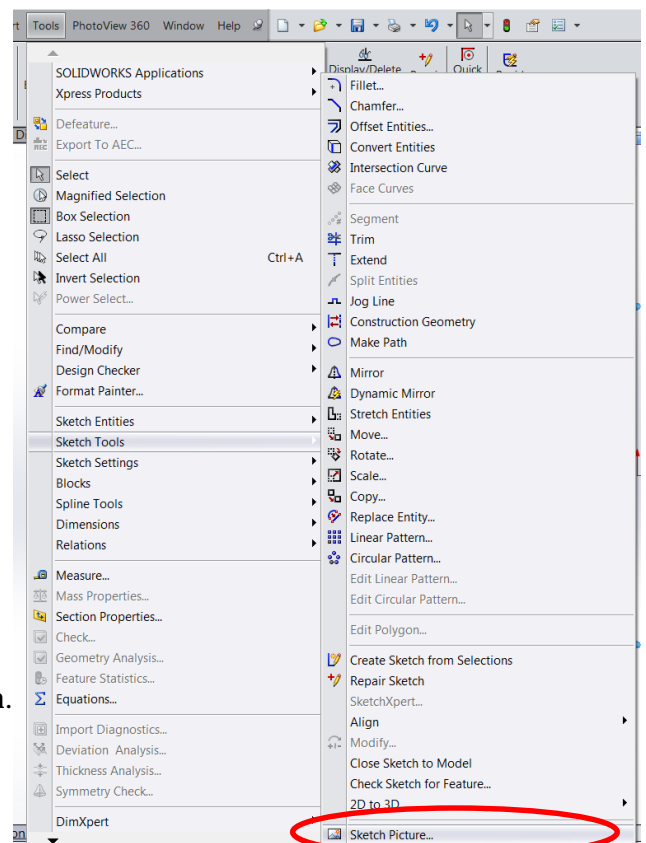 Tools PhotoView 360 Window Help
Display/Delete
Quick
SOLIDWORKS Applications
Xpress Products
Defeature...
Export To AEC...
Select
Magnified Selection
Box Selection
Lasso Selection
Select All Ctrl+A
Invert Selection
Power Select...
Compare
Find/Modify
Design Checker
Format Painter...
Sketch Entities
Sketch Tools
Sketch Settings
Blocks
Spline Tools
Dimensions
Relations
Measure...
Mass Properties...
Section Properties...
Check...
Geometry Analysis...
Feature Statistics...
Equations...
Import Diagnostics...
Deviation Analysis...
Thickness Analysis...
Symmetry Check...
DimXpert
Fillet...
Chamfer...
Offset Entities...
Convert Entities
Intersection Curve
Face Curves
Segment
Trim
Extend
Split Entities
Jog Line
Construction Geometry
Make Path
Mirror
Dynamic Mirror
Stretch Entities
Move...
Rotate...
Scale...
Copy...
Replace Entity...
Linear Pattern...
Circular Pattern...
Edit Linear Pattern...
Edit Circular Pattern...
Edit Polygon...
Create Sketch from Selections
Repair Sketch
SketchXpert...
Align
Modify...
Close Sketch to Model
Check Sketch for Feature...
2D to 3D
Sketch Picture...